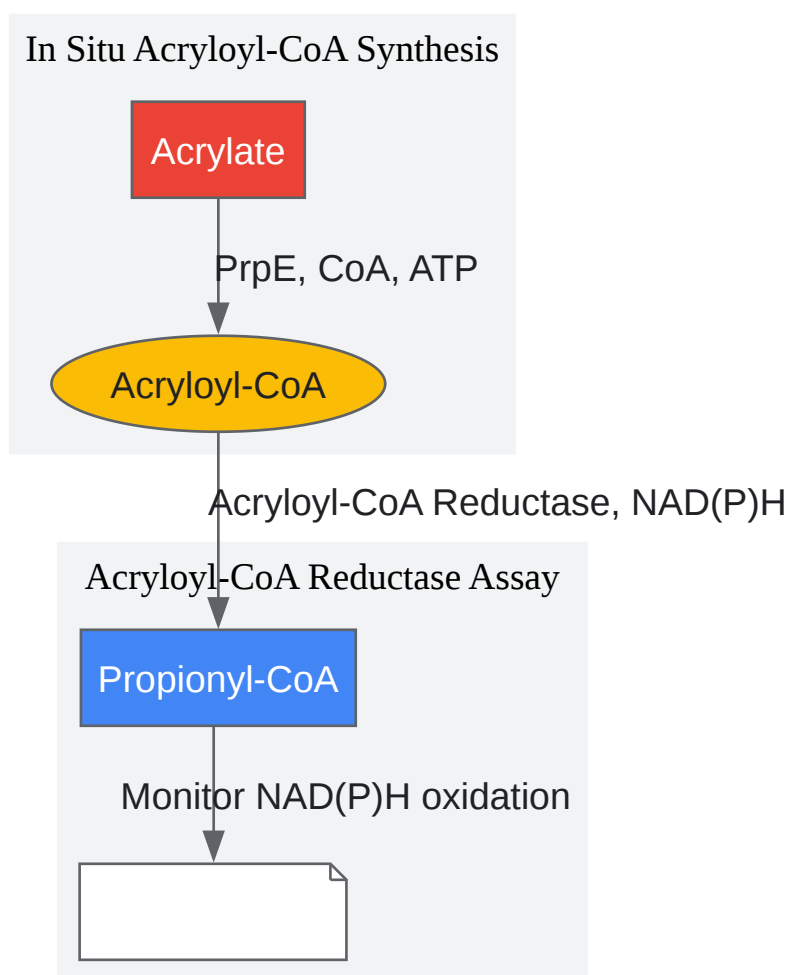 In Situ Acryloyl-CoA Synthesis
Acrylate
PrpE, CoA, ATP
Acryloyl-CoA
Acryloyl-CoA Reductase, NAD(P)H
Acryloyl-CoA Reductase Assay
Propionyl-CoA
Monitor NAD(P)H oxidation